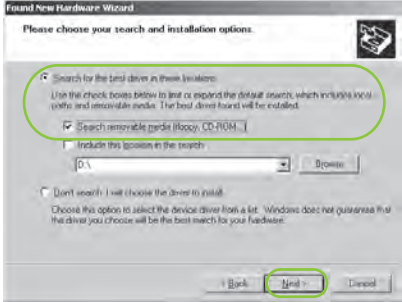 Found New Hardware Wizard
Please choose your search and installation options.
Search for the best driver in these locations.
Use the check boxes below to limit or expand the default search, which includes local
paths and removable media. The best driver found will be installed.
Search removable media (floppy, CD-ROM...)
Include this location in the search:
D:\
Browse
Don't search. I will choose the driver to install.
Choose this option to select the device driver from a list. Windows does not guarantee that
the driver you choose will be the best match for your hardware.
< Back
Next >
Cancel